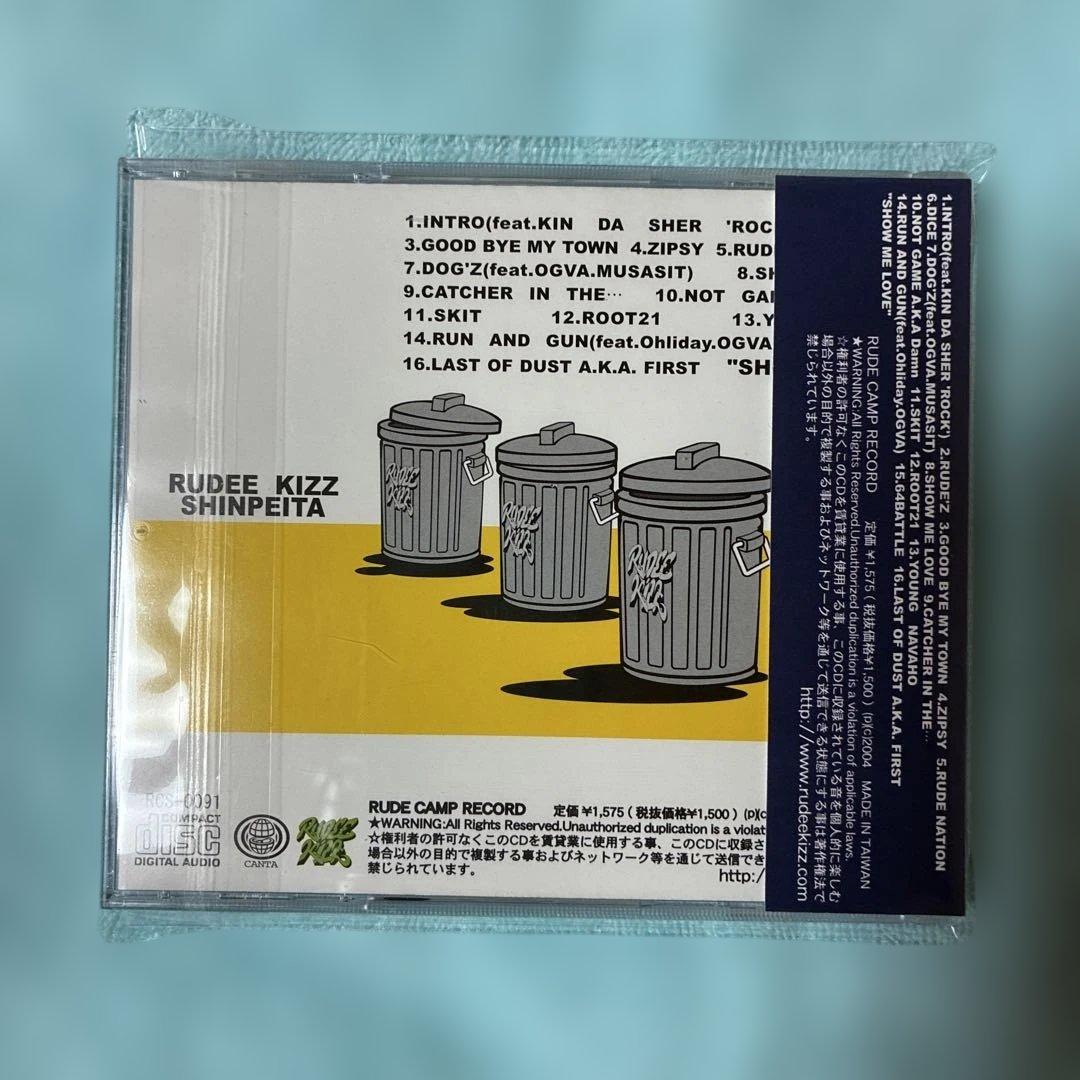 1.INTRO(feat.KIN DA SHER 'ROC
3.GOOD BYE MY TOWN 4.ZIPSY 5.RUD
7.DOG'Z(feat.OGVA.MUSASIT) 8.SH
9.CATCHER IN THE… 10.NOT GA
11.SKIT 12.ROOT21 13.Y
14.RUN AND GUN(feat.Ohliday.OGVA
16.LAST OF DUST A.K.A. FIRST "SH
RUDEE KIZZ
SHINPEITA
RUDEE
KIZZ
RUDEE
KIZZ
RUDEE
KIZZ
RCS-0091
COMPACT
disc
DIGITAL AUDIO
CANTA
RUDEE
KIZZ
RUDE CAMP RECORD 定価¥1,575(税抜価格¥1,500) (p)(c
★WARNING:All Rights Reserved.Unauthorized duplication is a violat
☆権利者の許可なくこのCDを賃貸業に使用する事、このCDに収録さ
場合以外の目的で複製する事およびネットワーク等を通じて送信でき
禁じられています。
http:/
1.INTRO(feat.KIN DA SHER 'ROCK') 2.RUDE'Z 3.GOOD BYE MY TOWN 4.ZIPSY 5.RUDE NATION
6.DICE 7.DOG'Z(feat.OGVA.MUSASIT) 8.SHOW ME LOVE 9.CATCHER IN THE…
10.NOT GAME A.K.A Damn 11.SKIT 12.ROOT21 13.YOUNG NAVAHO
14.RUN AND GUN(feat.Ohliday.OGVA) 15.64BATTLE 16.LAST OF DUST A.K.A. FIRST
"SHOW ME LOVE"
RUDE CAMP RECORD 定価¥1,575(税抜価格¥1,500) (p)(c)2004 MADE IN TAIWAN
★WARNING:All Rights Reserved.Unauthorized duplication is a violation of applicable laws.
☆権利者の許可なくこのCDを賃貸業に使用する事、このCDに収録されている音を個人的に楽しむ
場合以外の目的で複製する事およびネットワーク等を通じて送信できる状態にする事は著作権法で
禁じられています。
http://www.rudeekizz.com